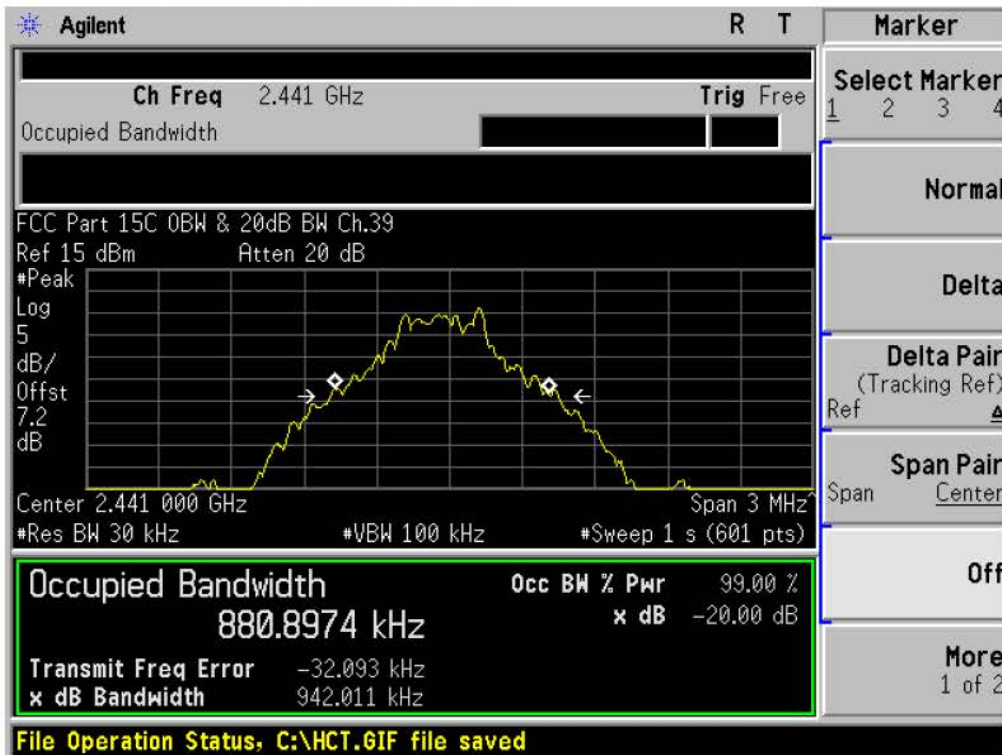 Agilent R T Marker
Ch Freq 2.441 GHz Trig Free
Occupied Bandwidth
Select Marker
1 2 3 4
Normal
Delta
Delta Pair
(Tracking Ref)
Ref Δ
Span Pair
Span Center
Off
More
1 of 2
FCC Part 15C OBW & 20dB BW Ch.39
Ref 15 dBm Atten 20 dB
#Peak
Log
5
dB/
Offst
7.2
dB
Center 2.441 000 GHz Span 3 MHz^
#Res BW 30 kHz #VBW 100 kHz #Sweep 1 s (601 pts)
Occupied Bandwidth Occ BW % Pwr 99.00 %
880.8974 kHz x dB -20.00 dB
Transmit Freq Error -32.093 kHz
x dB Bandwidth 942.011 kHz
File Operation Status, C:\HCT.GIF file saved